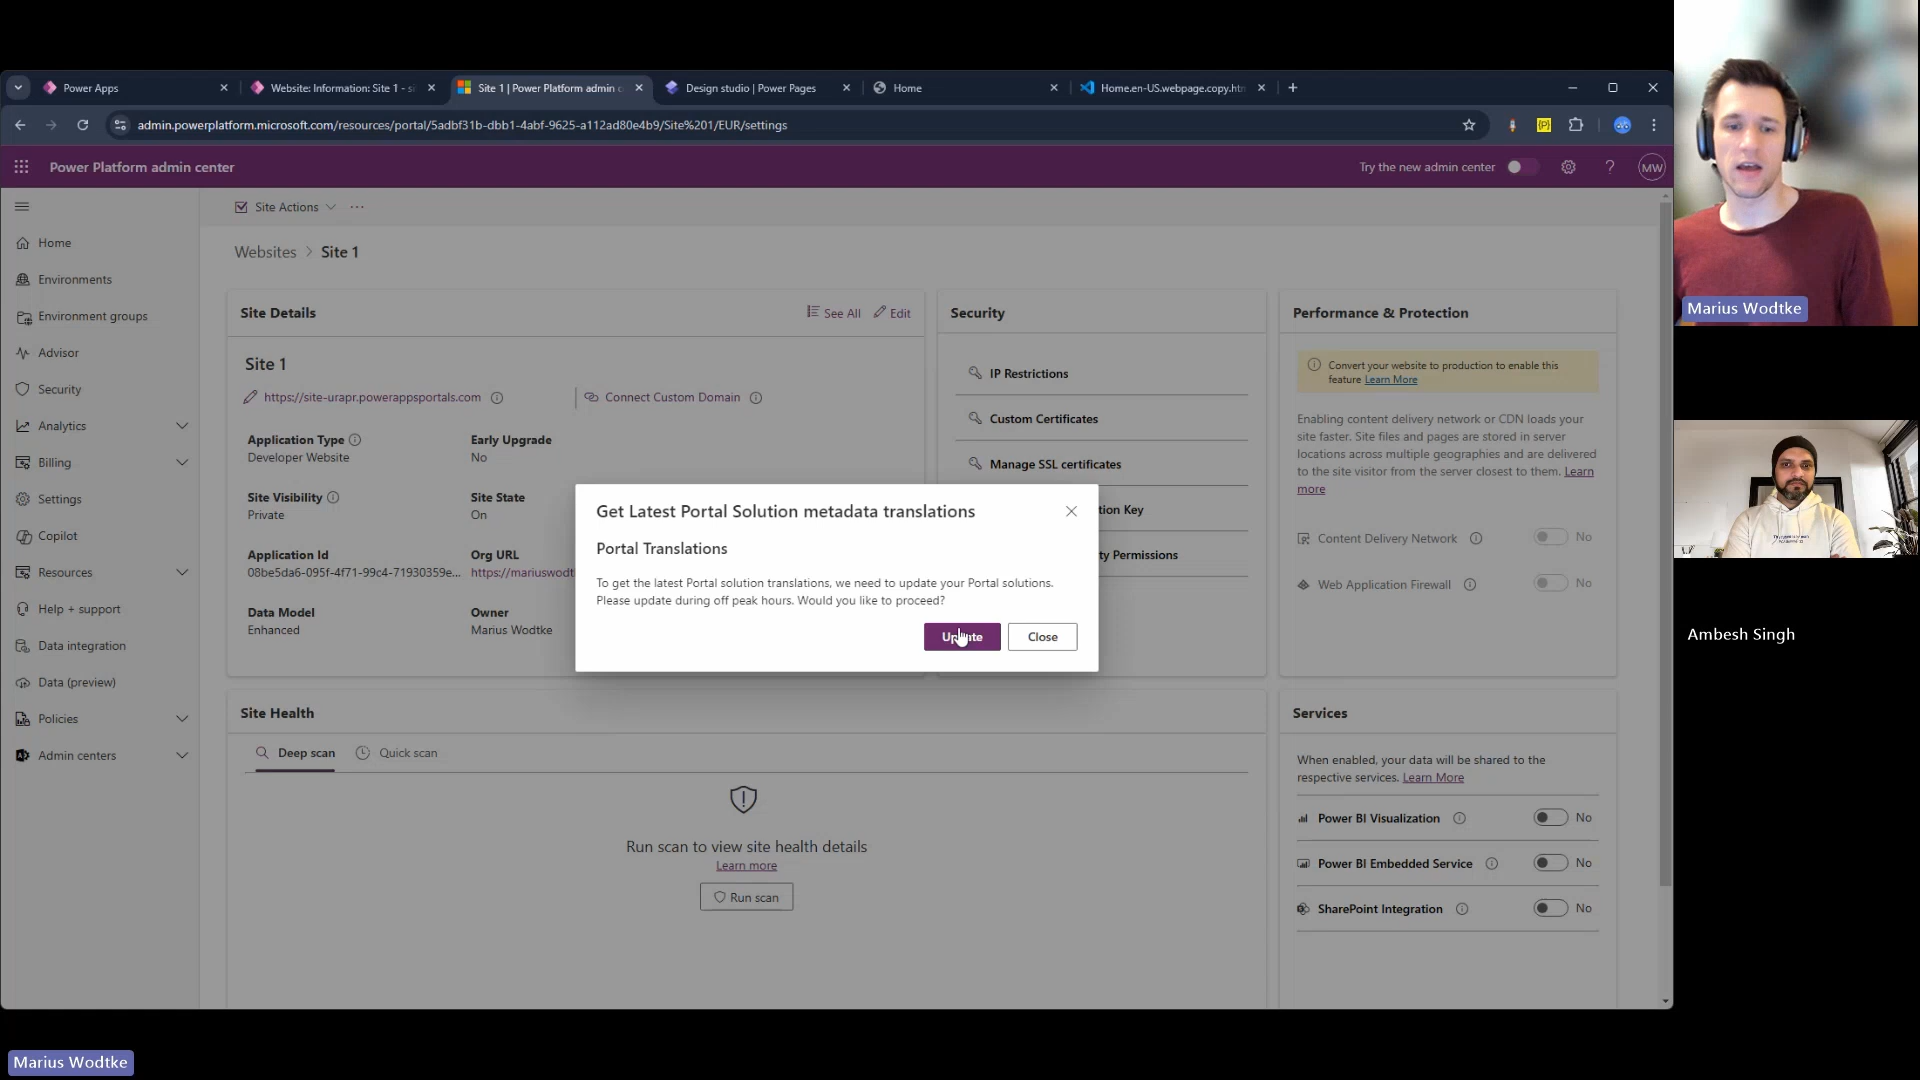 Power Apps
Website: Information: Site 1 - s
Site 1 | Power Platform admin c
Design studio | Power Pages
Home
Home.en-US.webpage.copy.htm
admin.powerplatform.microsoft.com/resources/portal/5adbf31b-dbb1-4abf-9625-a112ad80e4b9/Site%201/EUR/settings
Power Platform admin center
Try the new admin center
MW
Site Actions
Home
Environments
Environment groups
Advisor
Security
Analytics
Billing
Settings
Copilot
Resources
Help + support
Data integration
Data (preview)
Policies
Admin centers
Websites > Site 1
Site Details
See All
Edit
Site 1
https://site-urapr.powerappsportals.com
Connect Custom Domain
Application Type
Developer Website
Early Upgrade
No
Site Visibility
Private
Site State
On
Application Id
08be5da6-095f-4f71-99c4-71930359e...
Org URL
https://mariuswodt
Data Model
Enhanced
Owner
Marius Wodtke
Security
IP Restrictions
Custom Certificates
Manage SSL certificates
tion Key
ty Permissions
Performance & Protection
Convert your website to production to enable this
feature Learn More
Enabling content delivery network or CDN loads your
site faster. Site files and pages are stored in server
locations across multiple geographies and are delivered
to the site visitor from the server closest to them. Learn
more
Content Delivery Network
No
Web Application Firewall
No
Get Latest Portal Solution metadata translations
Portal Translations
To get the latest Portal solution translations, we need to update your Portal solutions.
Please update during off peak hours. Would you like to proceed?
Update
Close
Site Health
Deep scan
Quick scan
Run scan to view site health details
Learn more
Run scan
Services
When enabled, your data will be shared to the
respective services. Learn More
Power BI Visualization
No
Power BI Embedded Service
No
SharePoint Integration
No
Marius Wodtke
Ambesh Singh
Marius Wodtke